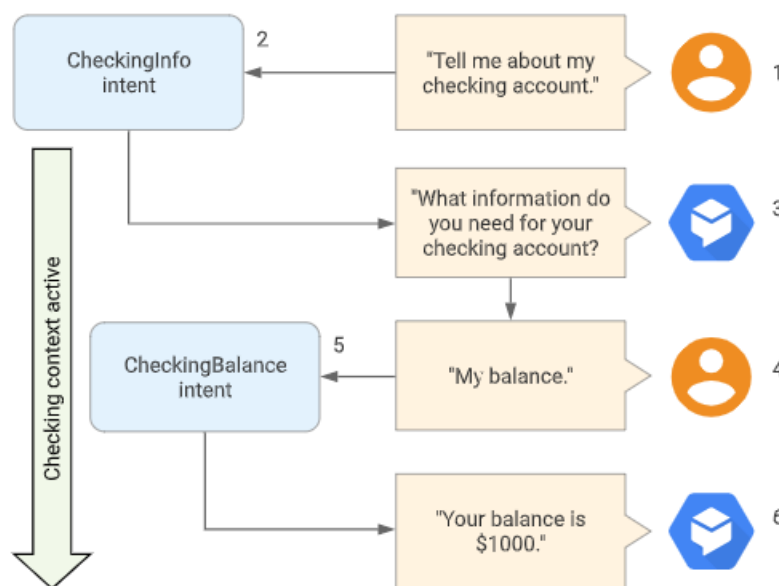 CheckingInfo
intent
2
"Tell me about my
checking account."
1
"What information do
you need for your
checking account?
3
Checking context active
CheckingBalance
intent
5
"My balance."
4
"Your balance is
$1000."
6